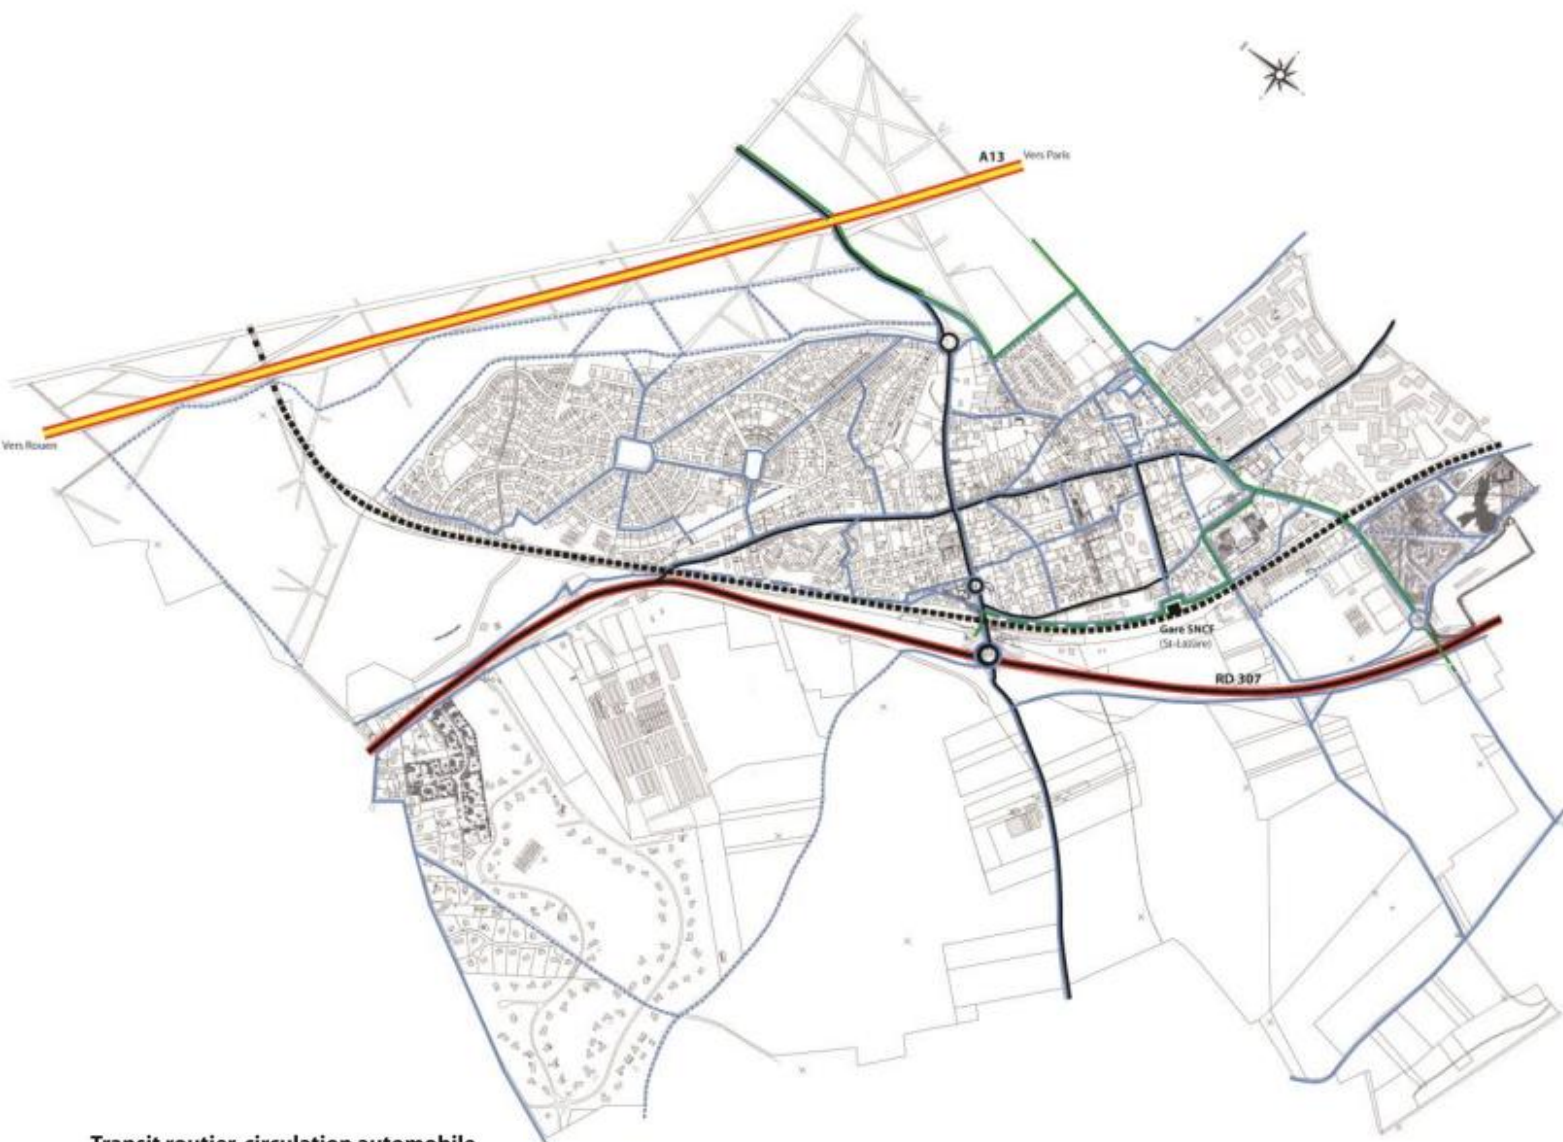 A13 Vers Paris
Vers Rouen
Gare SNCF
(St-Lazare)
RD 307
Transit routier, circulation automobile